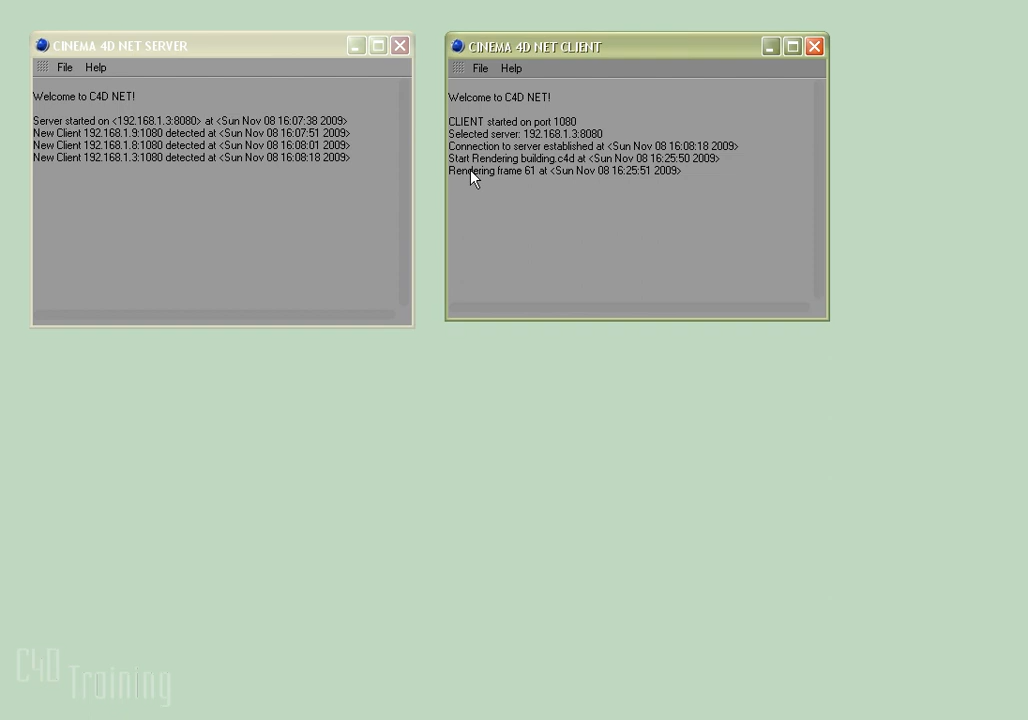 CINEMA 4D NET SERVER
File Help
Welcome to C4D NET!
Server started on <192.168.1.3:8080> at <Sun Nov 08 16:07:38 2009>
New Client 192.168.1.9:1080 detected at <Sun Nov 08 16:07:51 2009>
New Client 192.168.1.8:1080 detected at <Sun Nov 08 16:08:01 2009>
New Client 192.168.1.3:1080 detected at <Sun Nov 08 16:08:18 2009>
CINEMA 4D NET CLIENT
File Help
Welcome to C4D NET!
CLIENT started on port 1080
Selected server: 192.168.1.3:8080
Connection to server established at <Sun Nov 08 16:08:18 2009>
Start Rendering building.c4d at <Sun Nov 08 16:25:50 2009>
Rendering frame 61 at <Sun Nov 08 16:25:51 2009>
C4D Training